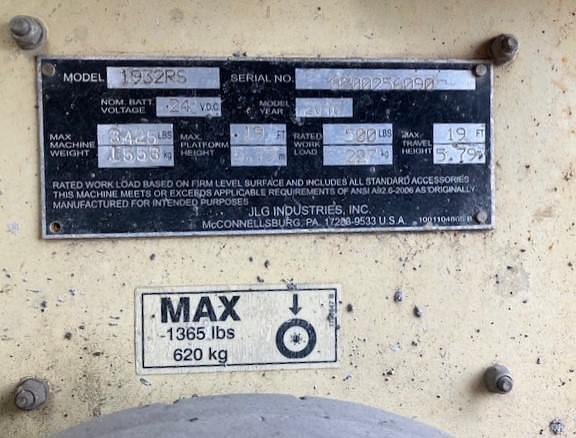 MODEL 1932RS SERIAL NO.
NOM. BATT. VOLTAGE 24 V.D.C. MODEL YEAR
MAX MACHINE WEIGHT 3425 LBS 1553 kg MAX. PLATFORM HEIGHT 19 FT m RATED WORK LOAD 500 LBS 227 kg MAX. TRAVEL HEIGHT 19 FT 5.79
RATED WORK LOAD BASED ON FIRM LEVEL SURFACE AND INCLUDES ALL STANDARD ACCESSORIES
THIS MACHINE MEETS OR EXCEEDS APPLICABLE REQUIREMENTS OF ANSI A92.6-2006 AS ORIGINALLY
MANUFACTURED FOR INTENDED PURPOSES
JLG INDUSTRIES, INC.
McCONNELLSBURG, PA. 17233-9533 U.S.A. 1001104865 B
MAX
1365 lbs
620 kg